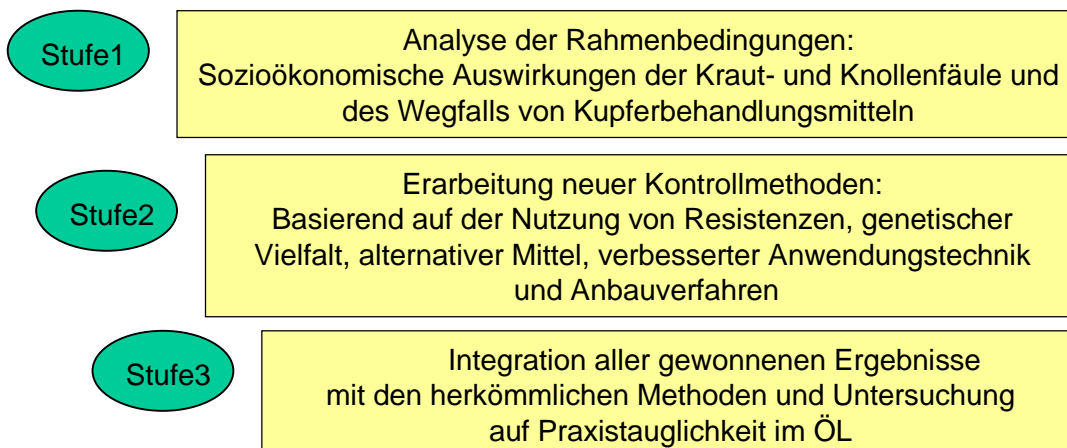 Stufe1
Analyse der Rahmenbedingungen:
Sozioökonomische Auswirkungen der Kraut- und Knollenfäule und
des Wegfalls von Kupferbehandlungsmitteln
Stufe2
Erarbeitung neuer Kontrollmethoden:
Basierend auf der Nutzung von Resistenzen, genetischer
Vielfalt, alternativer Mittel, verbesserter Anwendungstechnik
und Anbauverfahren
Stufe3
Integration aller gewonnenen Ergebnisse
mit den herkömmlichen Methoden und Untersuchung
auf Praxistauglichkeit im ÖL